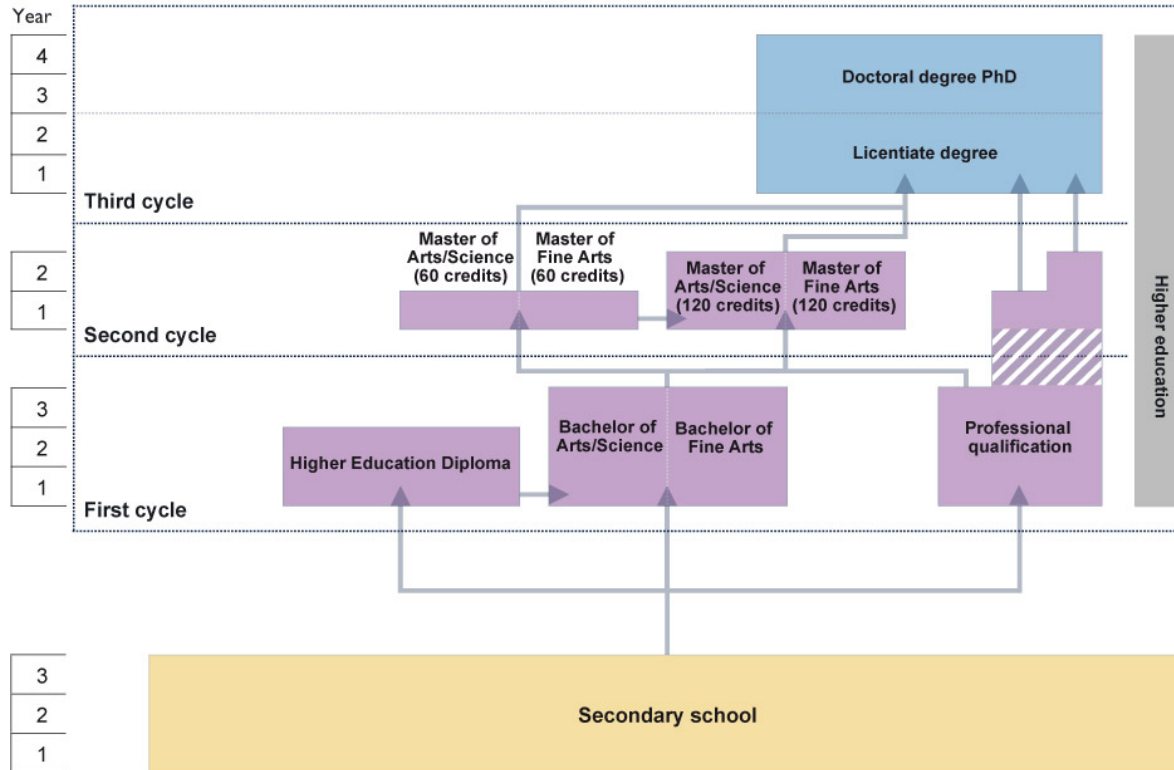 Year
4
3
2
1
Doctoral degree PhD
Licentiate degree
Third cycle
Master of
Arts/Science
(60 credits)
Master of
Fine Arts
(60 credits)
Master of
Arts/Science
(120 credits)
Master of
Fine Arts
(120 credits)
2
1
Second cycle
Higher education
3
2
1
Higher Education Diploma
Bachelor of
Arts/Science
Bachelor of
Fine Arts
Professional
qualification
First cycle
3
2
1
Secondary school